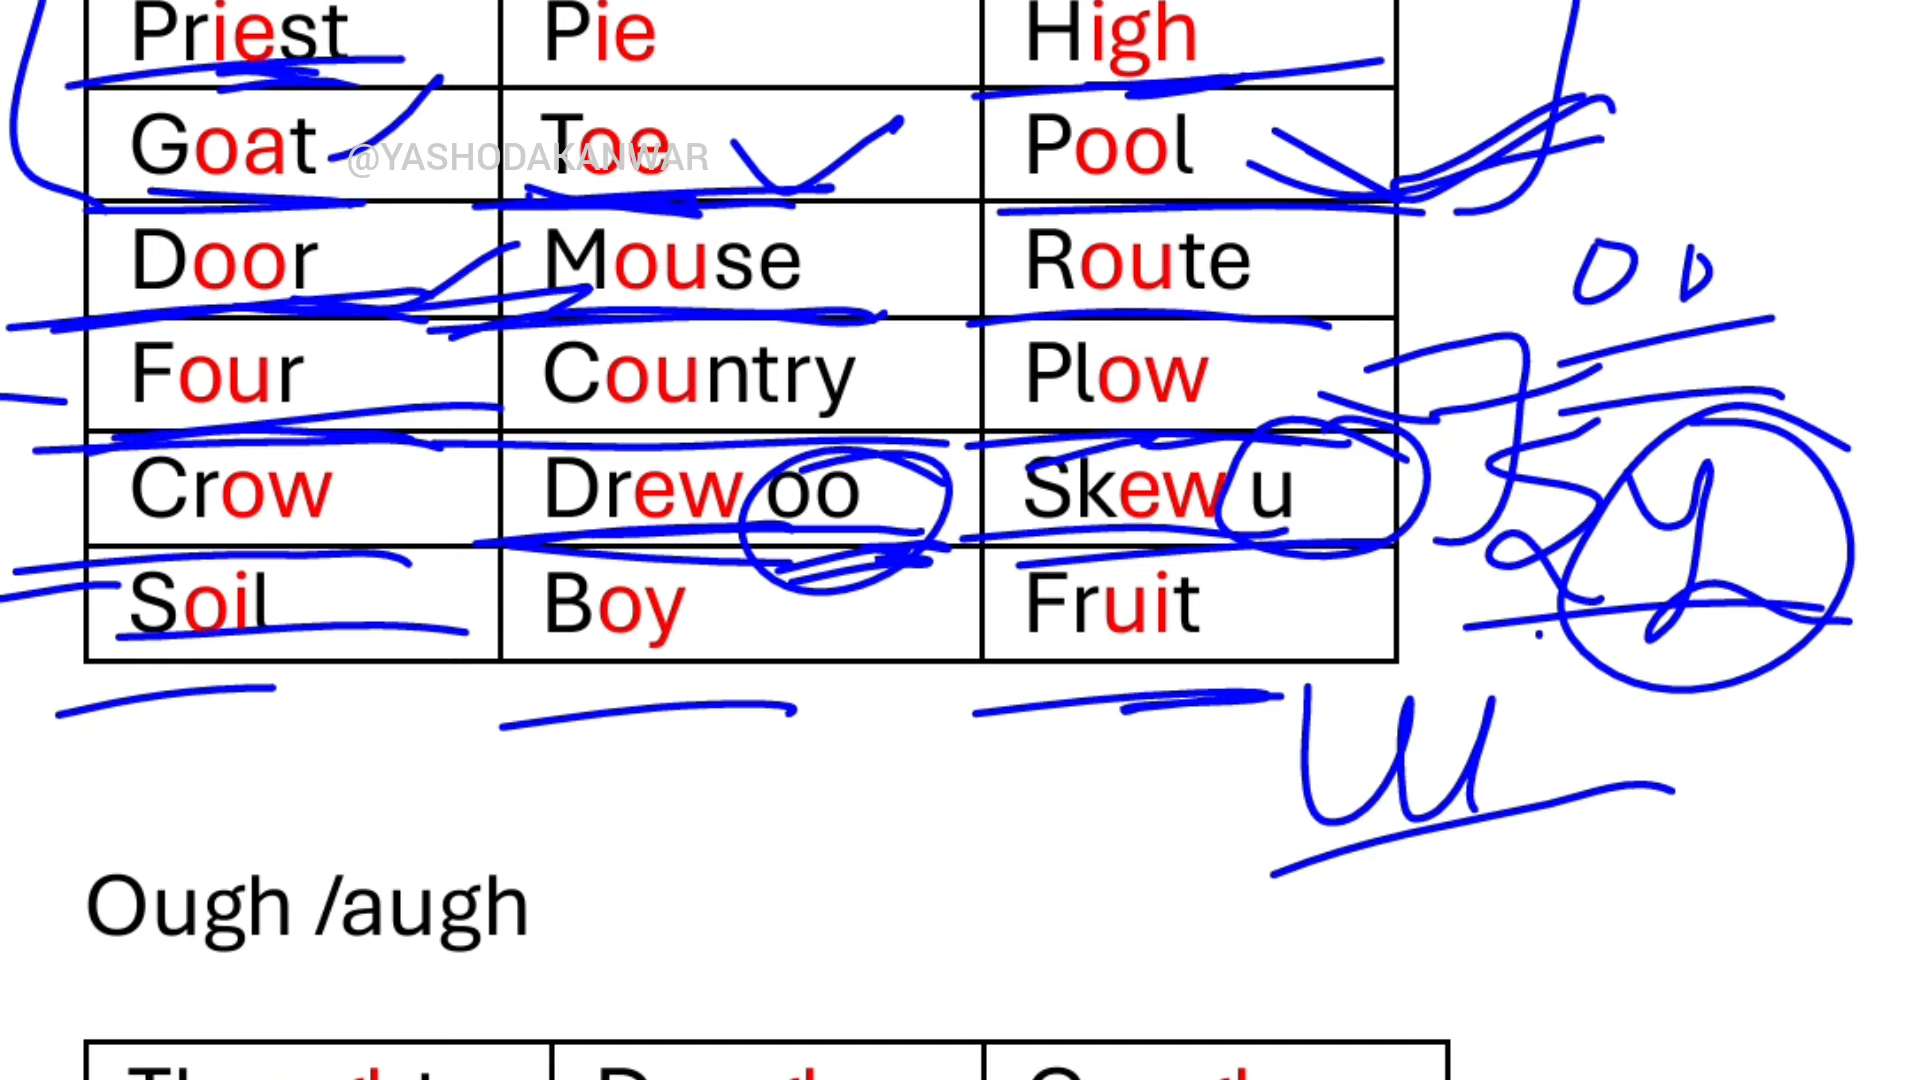 Priest Pie High
Goat Toe Pool
@YASHODAKANWAR
Door Mouse Route
Four Country Plow
Crow Drew oo Skew u
Soil Boy Fruit
Ough /augh